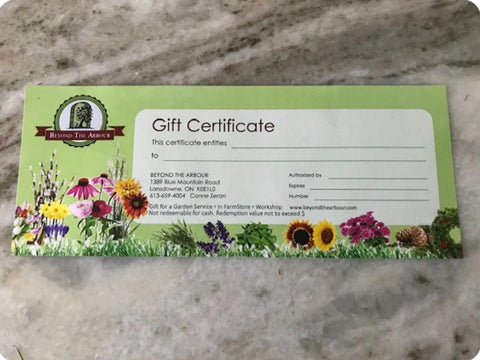 BEYOND THE ARBOUR
Gift Certificate
This certificate entitles
to
BEYOND THE ARBOUR
1389 Blue Mountain Road
Lansdowne, ON K0E1L0
613-659-4004 Conne Zeran
Authorized by
Expires
Number
Gift for a Garden Service • in FarmStore • Workshop www.beyondthearbour.com
Not redeemable for cash. Redemption value not to exceed $